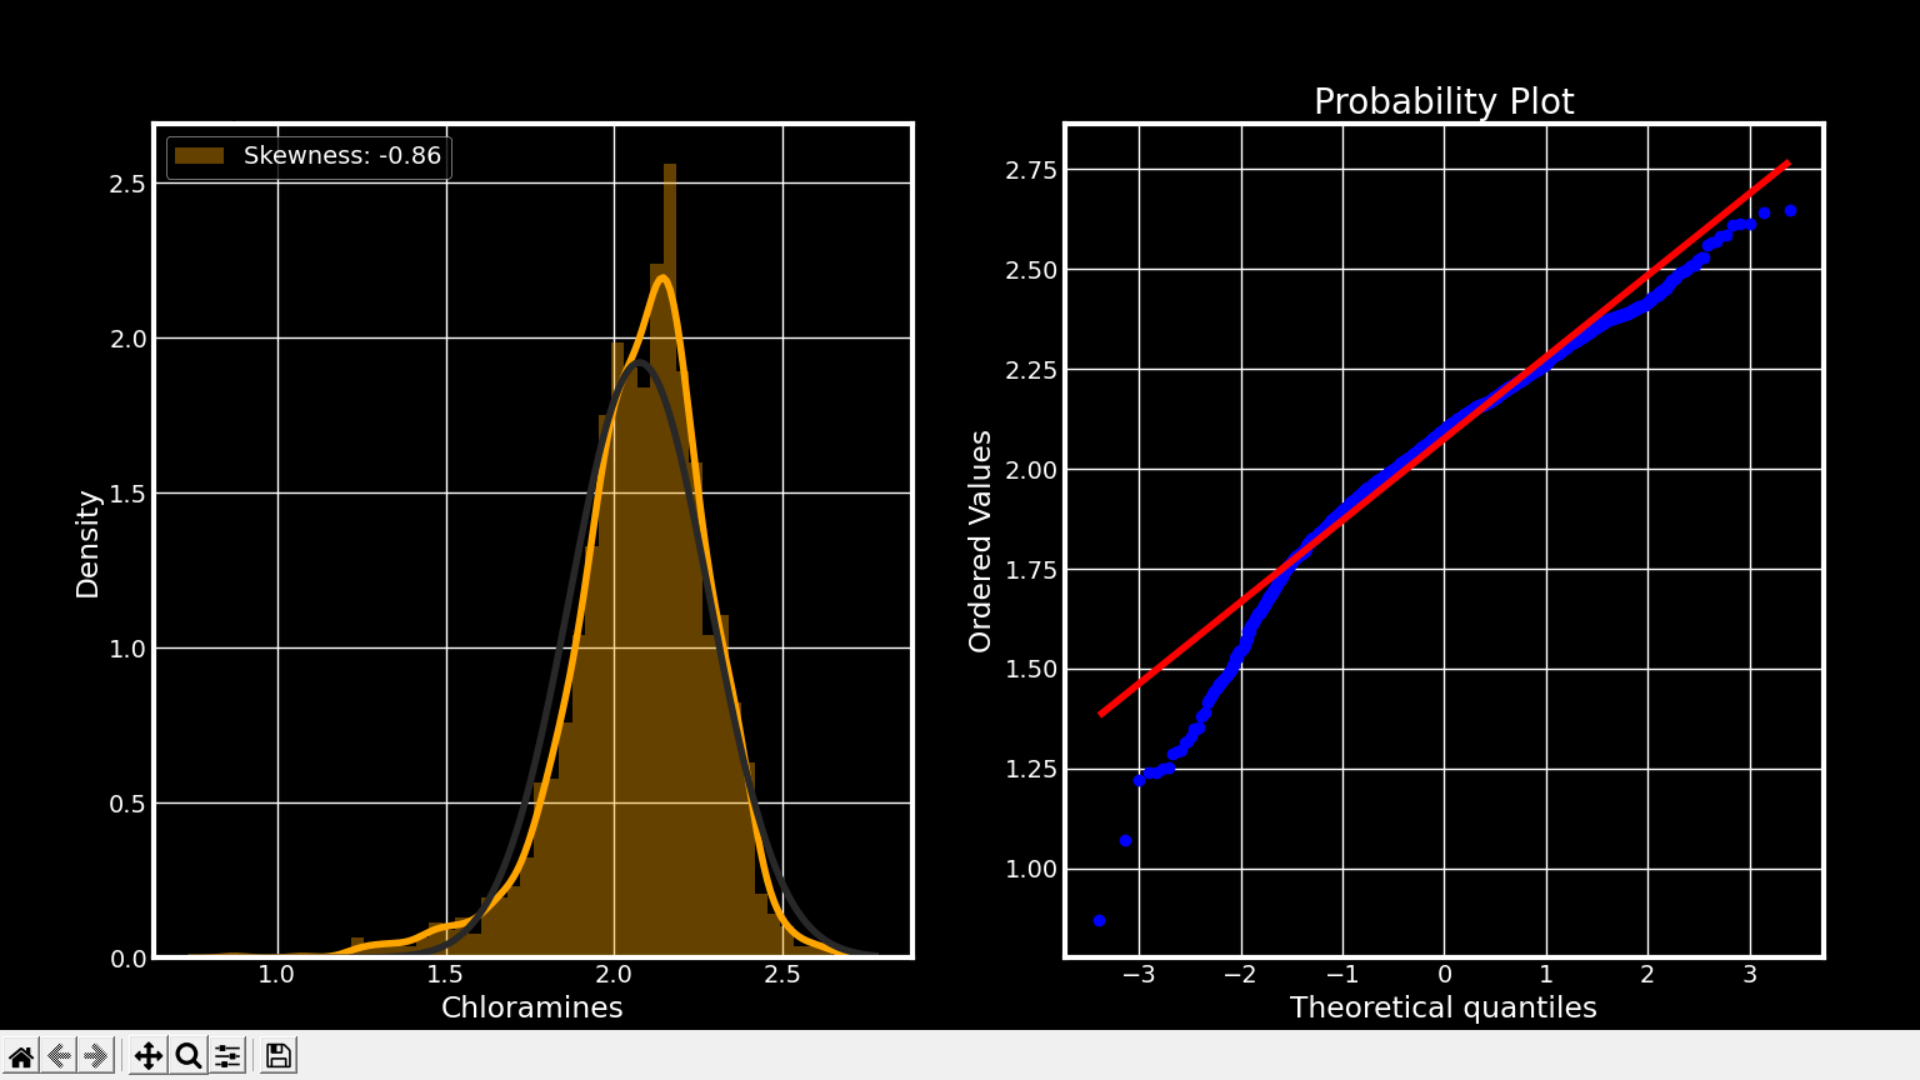 Skewness: -0.86
2.5
2.0
1.5
1.0
0.5
0.0
Density
1.0 1.5 2.0 2.5
Chloramines
Probability Plot
2.75
2.50
2.25
2.00
1.75
1.50
1.25
1.00
Ordered Values
−3 −2 −1 0 1 2 3
Theoretical quantiles